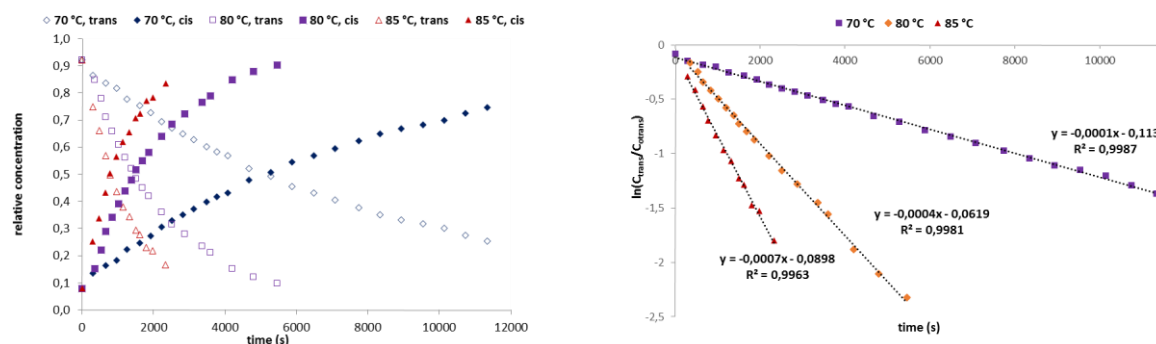 70 °C, trans 70 °C, cis 80 °C, trans 80 °C, cis 85 °C, trans 85 °C, cis
1,0
0,9
0,8
0,7
0,6
0,5
0,4
0,3
0,2
0,1
0,0
0 2000 4000 6000 8000 10000 12000
relative concentration
time (s)
70 °C 80 °C 85 °C
0 2000 4000 6000 8000 10000
0
-0,5
-1
-1,5
-2
-2,5
ln(Ctrans/C0trans)
y = -0,0001x - 0,113
R² = 0,9987
y = -0,0004x - 0,0619
R² = 0,9981
y = -0,0007x - 0,0898
R² = 0,9963
time (s)